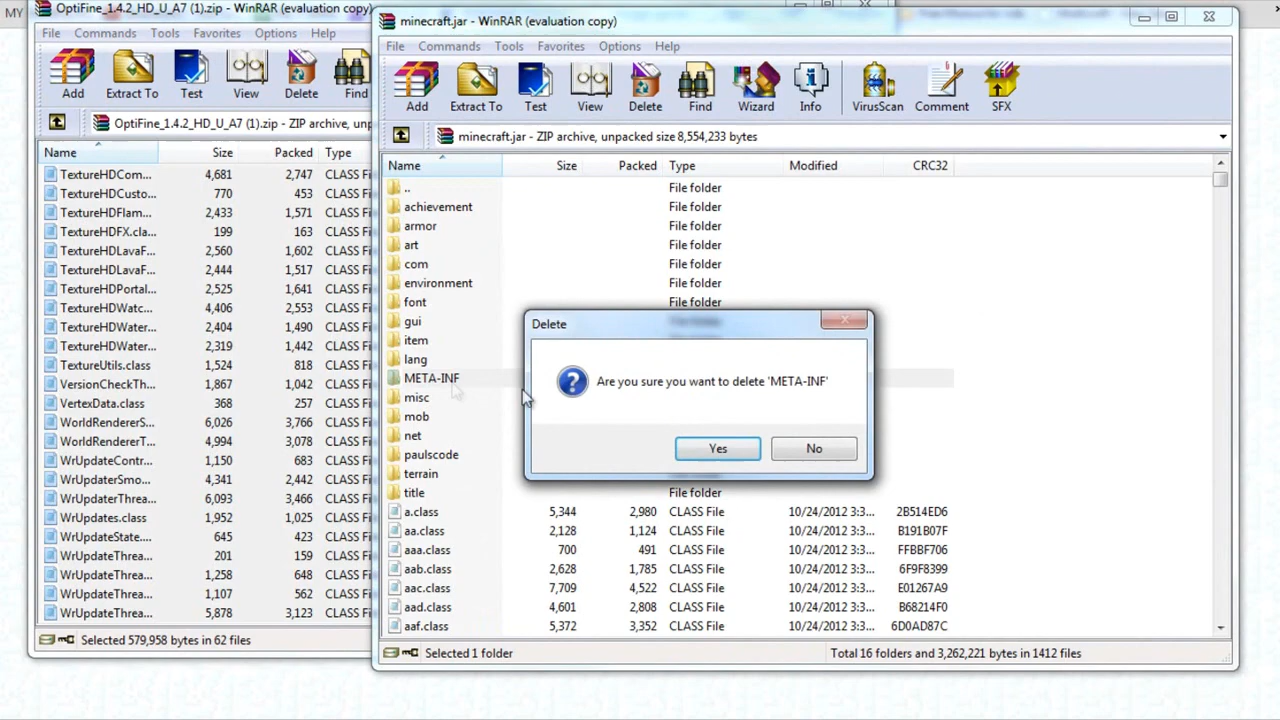 MY
OptiFine_1.4.2_HD_U_A7 (1).zip - WinRAR (evaluation copy)
File Commands Tools Favorites Options Help
Add Extract To Test View Delete Find
OptiFine_1.4.2_HD_U_A7 (1).zip - ZIP archive, unpa
Name Size Packed Type
TextureHDCom... 4,681 2,747 CLASS Fi
TextureHDCusto... 770 453 CLASS Fi
TextureHDFlam... 2,433 1,571 CLASS Fi
TextureHDFX.cla... 199 163 CLASS Fi
TextureHDLavaF... 2,560 1,602 CLASS Fi
TextureHDLavaF... 2,444 1,517 CLASS Fi
TextureHDPortal... 2,525 1,641 CLASS Fi
TextureHDWatc... 4,406 2,553 CLASS Fi
TextureHDWater... 2,404 1,490 CLASS Fi
TextureHDWater... 2,319 1,442 CLASS Fi
TextureUtils.class 7,365 3,734 CLASS Fi
VersionCheckTh... 1,867 1,042 CLASS Fi
VertexData.class 368 257 CLASS Fi
WorldRendererS... 6,026 3,766 CLASS Fi
WorldRendererT... 4,994 3,078 CLASS Fi
WrUpdateContr... 1,150 683 CLASS Fi
WrUpdaterSmo... 4,341 2,442 CLASS Fi
WrUpdaterThrea... 6,093 3,466 CLASS Fi
WrUpdates.class 1,952 1,025 CLASS Fi
WrUpdateState... 645 423 CLASS Fi
WrUpdateThrea... 201 159 CLASS Fi
WrUpdateThrea... 1,258 648 CLASS Fi
WrUpdateThrea... 1,107 562 CLASS Fi
WrUpdateThrea... 5,878 3,123 CLASS Fi
Selected 579,958 bytes in 62 files
minecraft.jar - WinRAR (evaluation copy)
File Commands Tools Favorites Options Help
Add Extract To Test View Delete Find Wizard Info VirusScan Comment SFX
minecraft.jar - ZIP archive, unpacked size 8,554,233 bytes
Name Size Packed Type Modified CRC32
.. File folder
achievement File folder
armor File folder
art File folder
com File folder
environment File folder
font File folder
gui
item
lang
META-INF
misc
mob
net
paulscode
terrain
title File folder
a.class 5,344 2,980 CLASS File 10/24/2012 3:3... 2B514ED6
aa.class 2,128 1,124 CLASS File 10/24/2012 3:3... B191B07F
aaa.class 700 491 CLASS File 10/24/2012 3:3... FFBBF706
aab.class 2,628 1,785 CLASS File 10/24/2012 3:3... 6F9F8399
aac.class 7,709 4,522 CLASS File 10/24/2012 3:3... E01267A9
aad.class 4,601 2,808 CLASS File 10/24/2012 3:3... B68214F0
aaf.class 5,372 3,352 CLASS File 10/24/2012 3:3... 6D0AD87C
Selected 1 folder Total 16 folders and 3,262,221 bytes in 1412 files
Delete
Are you sure you want to delete 'META-INF'
Yes No